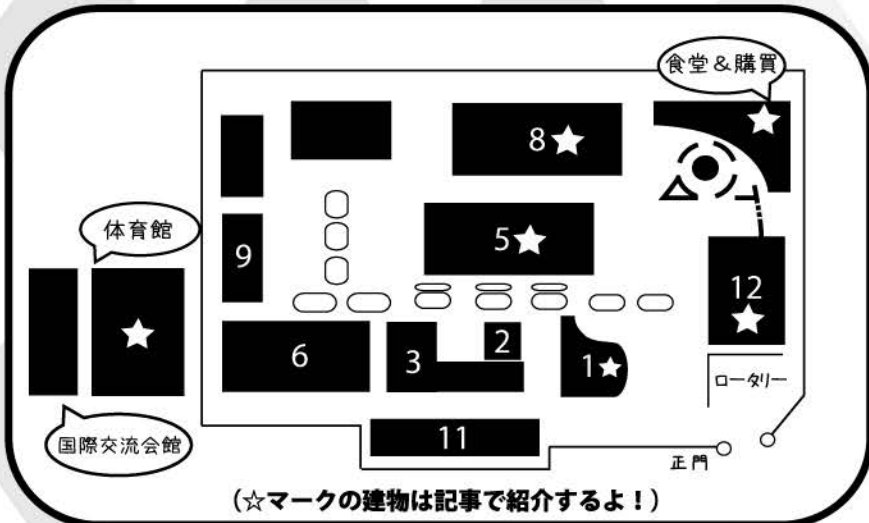 食堂＆購買
8☆
体育館
9
5☆
12
☆
6
3
2
1☆
ロータリー
国際交流会館
11
正門
(☆マークの建物は記事で紹介するよ！)